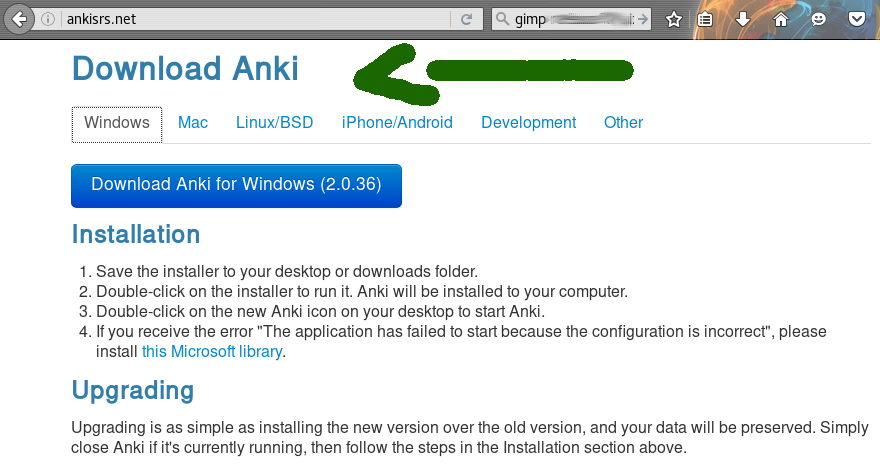 ankisrs.net
gimp
Download Anki
Windows Mac Linux/BSD iPhone/Android Development Other
Download Anki for Windows (2.0.36)
Installation
1. Save the installer to your desktop or downloads folder.
2. Double-click on the installer to run it. Anki will be installed to your computer.
3. Double-click on the new Anki icon on your desktop to start Anki.
4. If you receive the error "The application has failed to start because the configuration is incorrect", please
install this Microsoft library.
Upgrading
Upgrading is as simple as installing the new version over the old version, and your data will be preserved. Simply
close Anki if it's currently running, then follow the steps in the Installation section above.